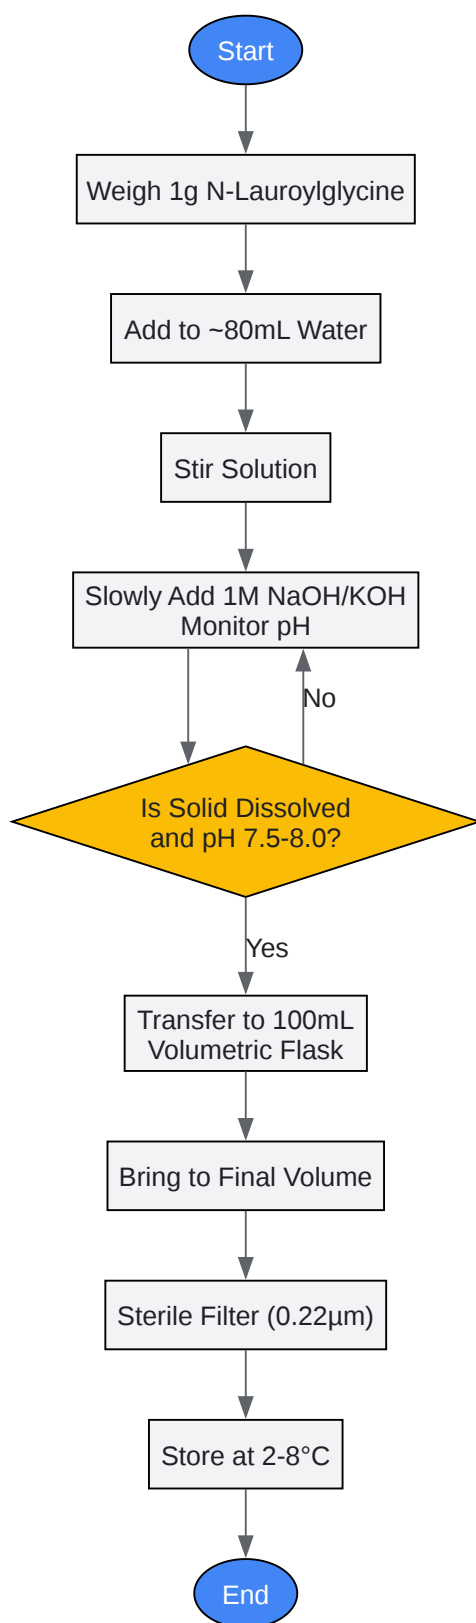 Start
Weigh 1g N-Lauroylglycine
Add to ~80mL Water
Stir Solution
Slowly Add 1M NaOH/KOH
Monitor pH
No
Is Solid Dissolved
and pH 7.5-8.0?
Yes
Transfer to 100mL
Volumetric Flask
Bring to Final Volume
Sterile Filter (0.22µm)
Store at 2-8°C
End